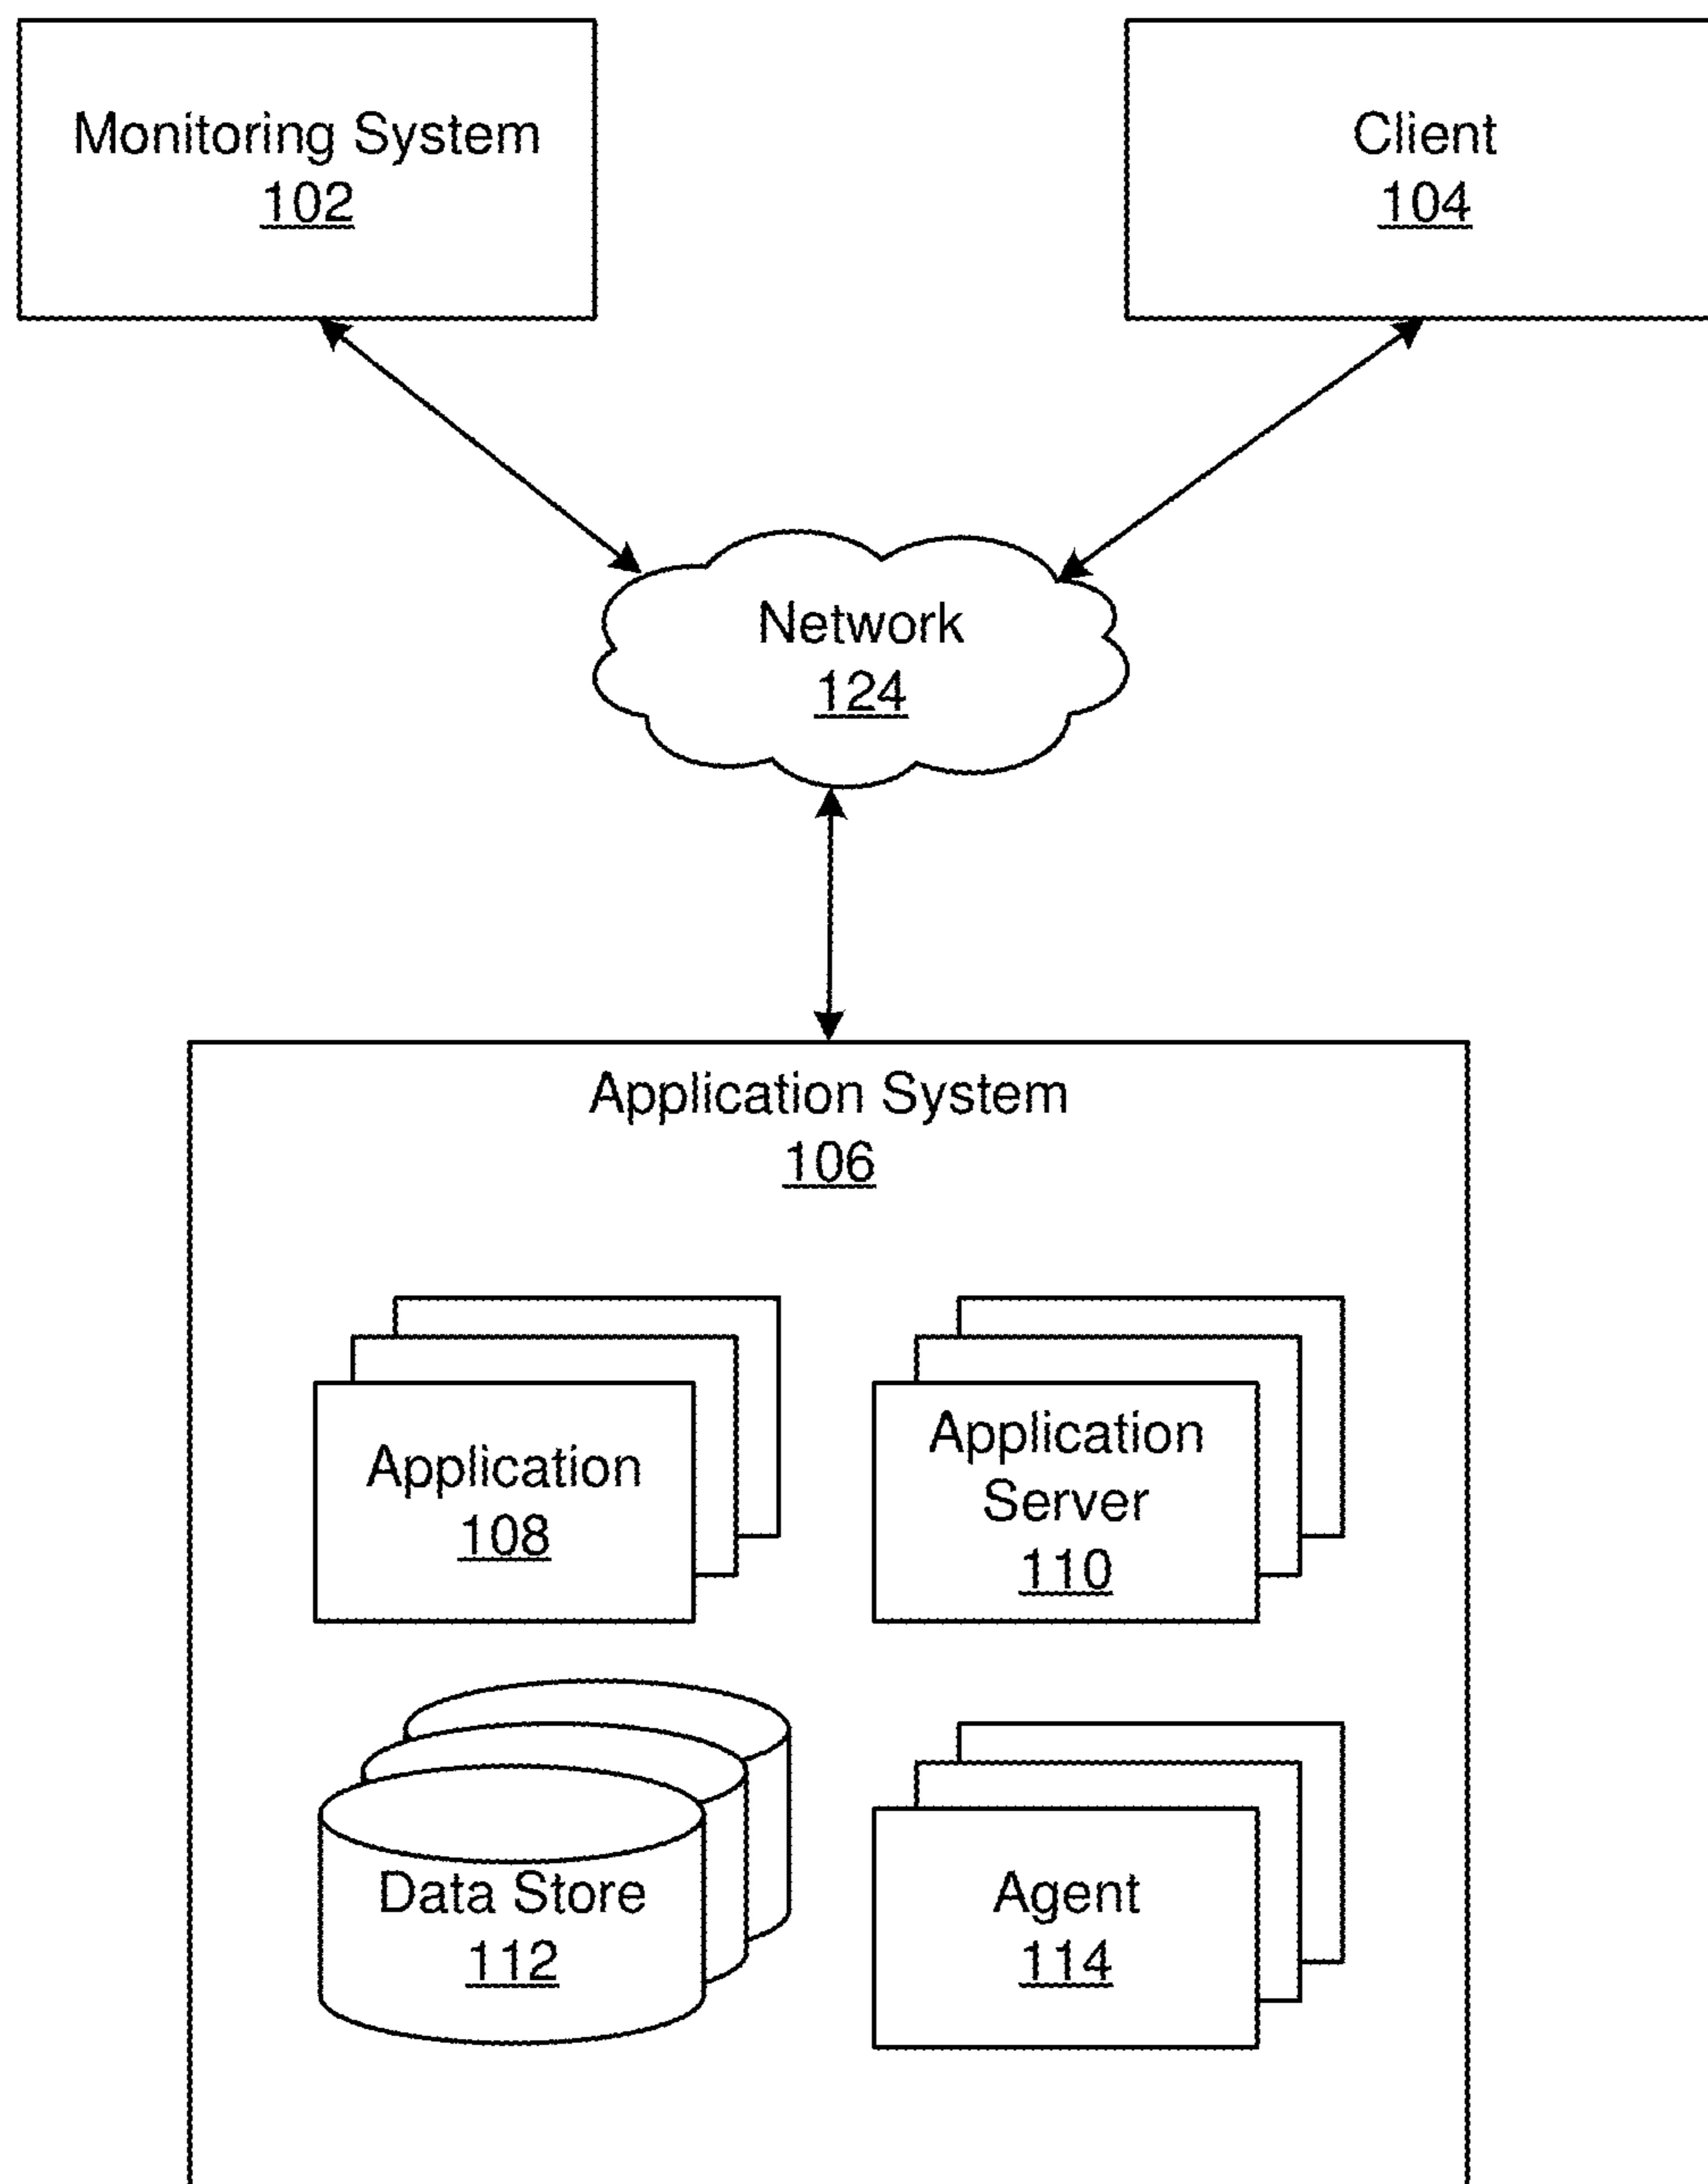 Monitoring System
102
Client
104
Network
124
Application System
106
Application
108
Application
Server
110
Data Store
112
Agent
114